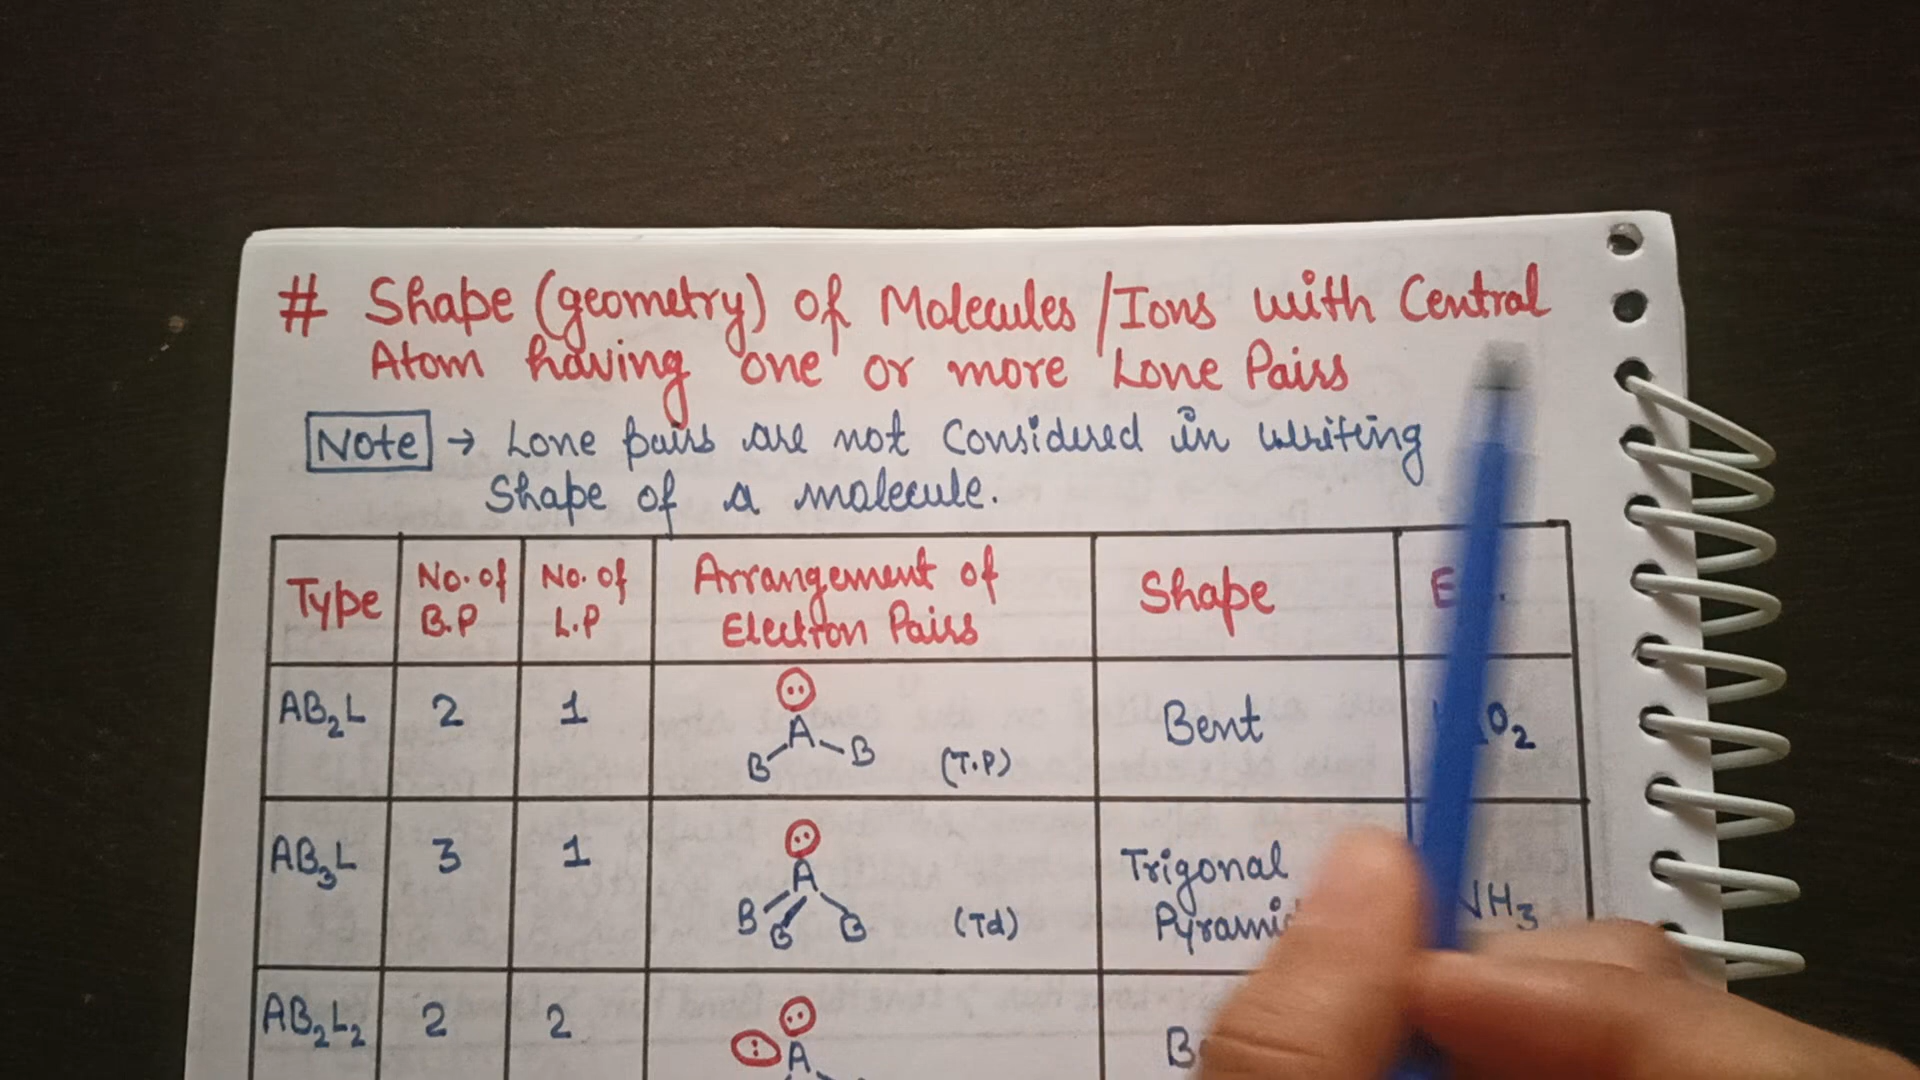 # Shape (geometry) of Molecules / Ions with Central
Atom having one or more Lone Pairs
Note → Lone pairs are not Considered in writing
Shape of a molecule.
Type No. of B.P No. of L.P Arrangement of Electron Pairs Shape
AB₂L 2 1 A B B (T.P) Bent
AB₃L 3 1 A B B B (Td) Trigonal NH₃
AB₂L₂ 2 2 A